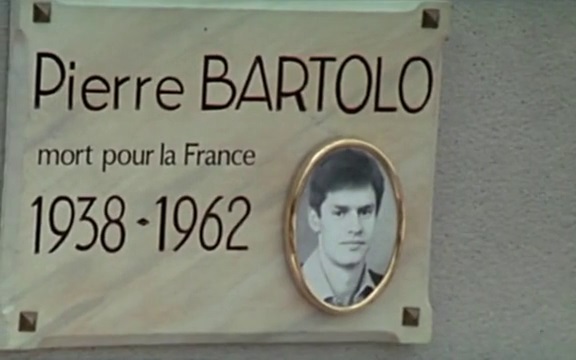 Pierre BARTOLO
mort pour la France
1938-1962